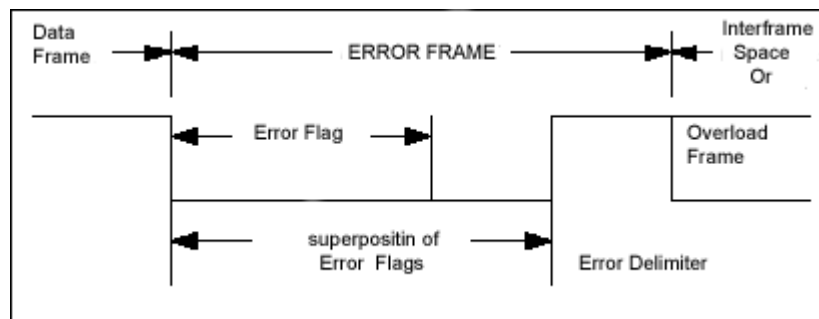 Data
Frame
ERROR FRAME
Interframe
Space
Or
Error Flag
Overload
Frame
superpositin of
Error Flags
Error Delimiter